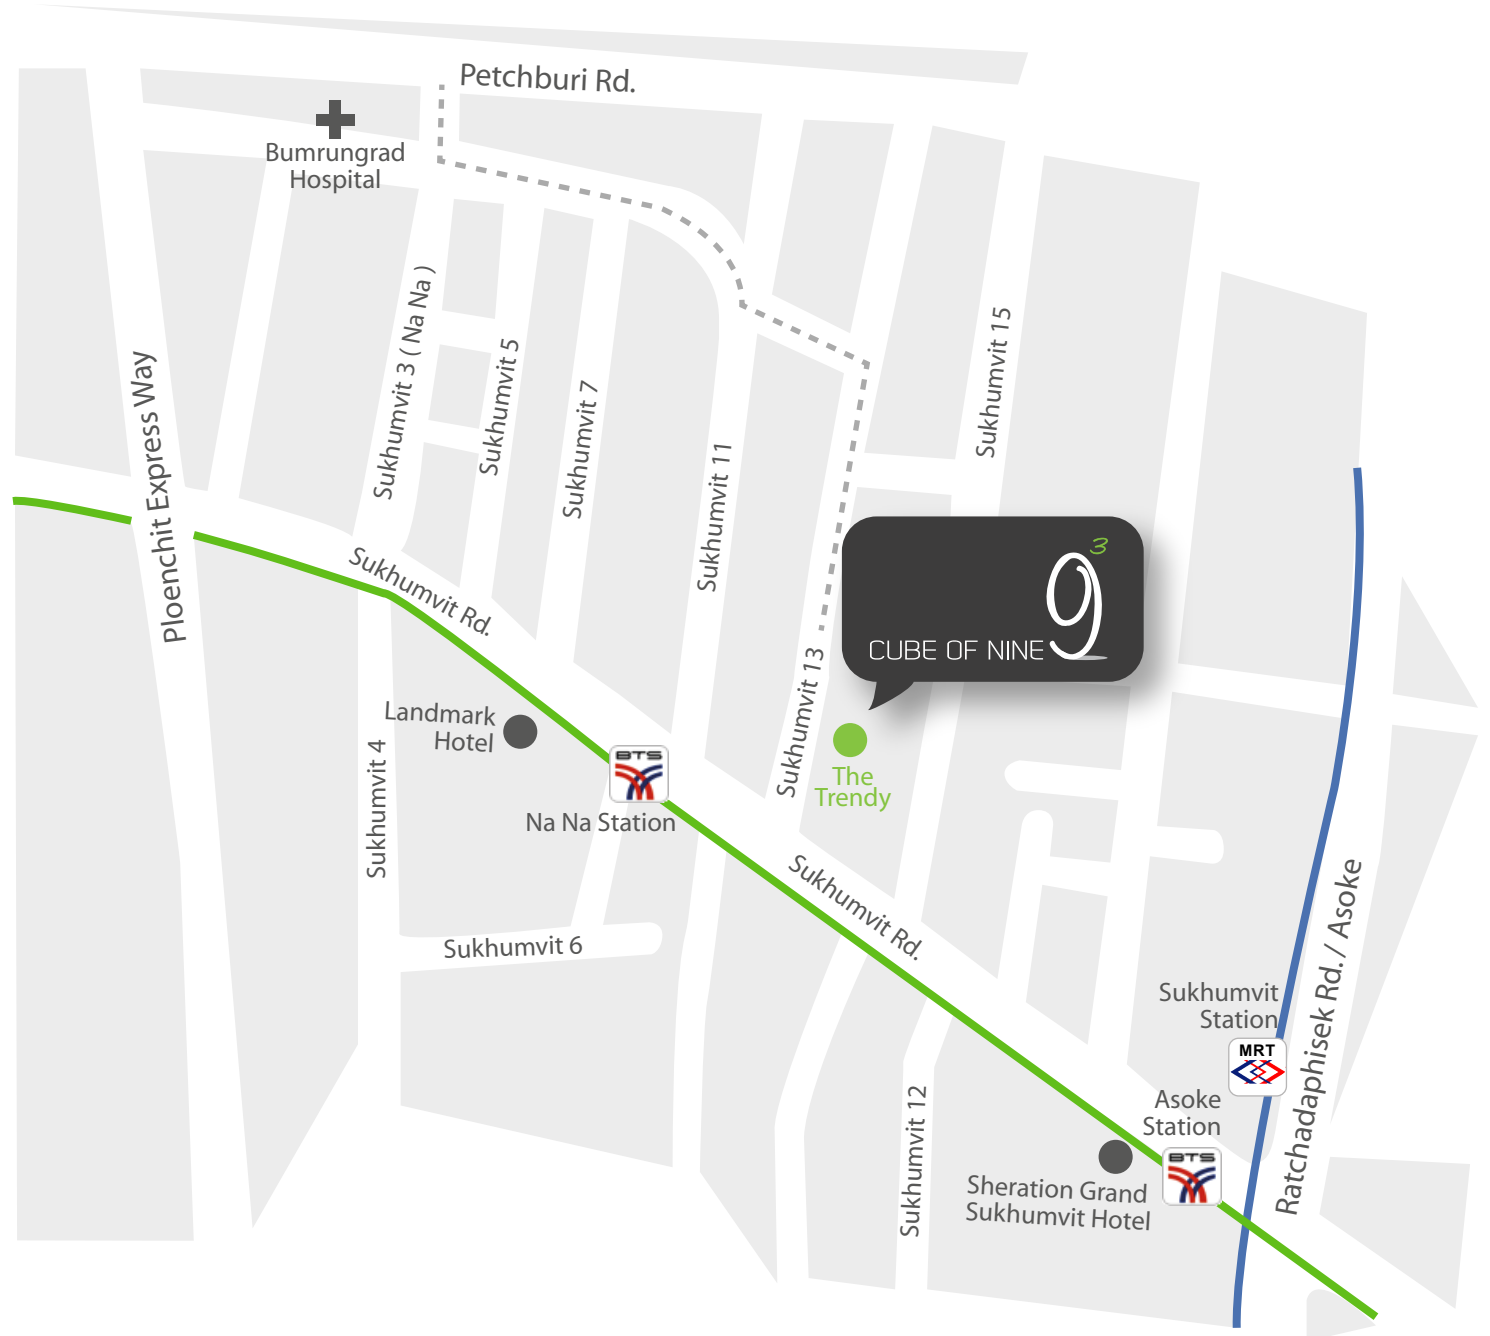 Petchburi Rd.
Bumrungrad
Hospital
Ploenchit Express Way
Sukhumvit 3 ( Na Na )
Sukhumvit 5
Sukhumvit 7
Sukhumvit 11
Sukhumvit 15
Sukhumvit Rd.
3
9
CUBE OF NINE
Sukhumvit 13
The
Trendy
Landmark
Hotel
Sukhumvit 4
BTS
Na Na Station
Sukhumvit 6
Sukhumvit Rd.
Ratchadaphisek Rd. / Asoke
Sukhumvit
Station
MRT
Asoke
Station
BTS
Sukhumvit 12
Sheration Grand
Sukhumvit Hotel